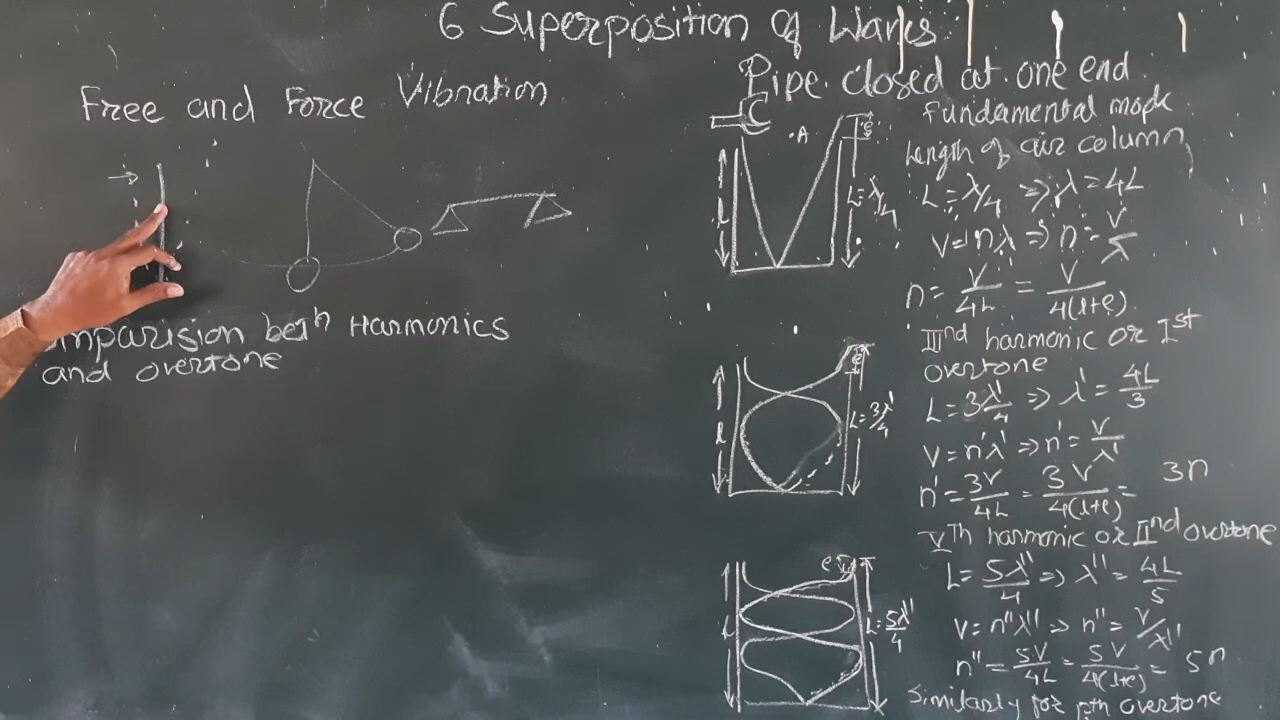 6 Superposition of Waves
Free and Force Vibration
omparision betn Harmonics
and overtone
Pipe closed at one end
Fundamental mode
Length of air column
L = λ/4 => λ = 4L
V = nλ => n = V/λ
n = V/4L = V/4(l+e)
IIIrd harmonic or Ist
overtone
L = 3λ'/4 => λ' = 4L/3
V = n'λ' => n' = V/λ'
n' = 3V/4L = 3V/4(l+e) = 3n
Vth harmonic or IInd overtone
L = 5λ''/4 => λ'' = 4L/5
V = n''λ'' => n'' = V/λ''
n'' = 5V/4L = 5V/4(l+e) = 5n
Similarly for pth overtone
A
e
l
L = λ/4
e
l
L = 3λ'/4
e
l
L = 5λ''/4